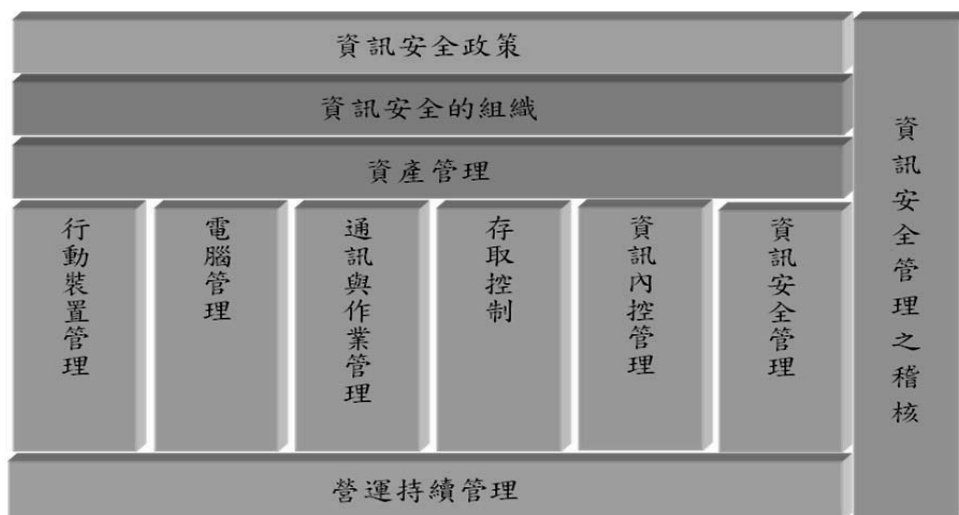 資訊安全政策
資訊安全的組織
資產管理
行動裝置管理
電腦管理
通訊與作業管理
存取控制
資訊內控管理
資訊安全管理
營運持續管理
資訊安全管理之稽核